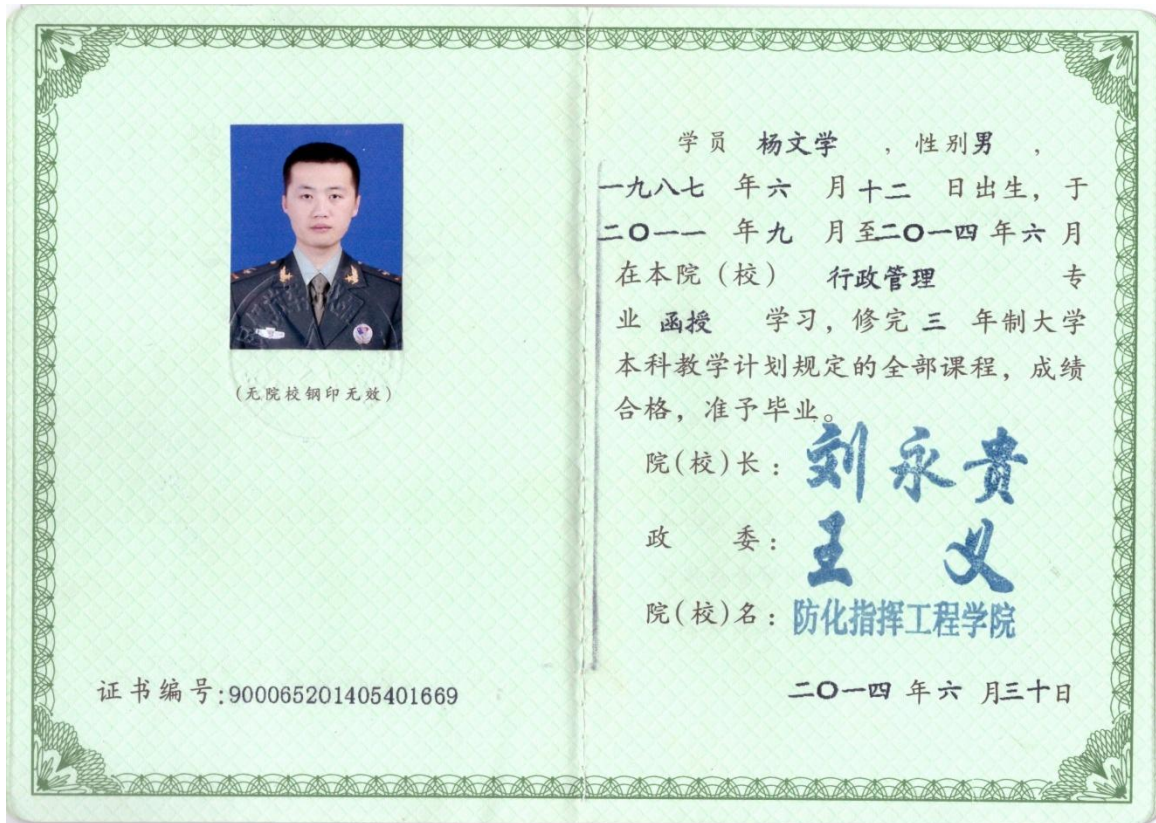 (无院校钢印无效)
证书编号:900065201405401669
学员 杨文学 ，性别男 ，
一九八七 年六 月十二 日出生，于
二〇一一 年九 月至二〇一四年六月
在本院（校） 行政管理 专
业 函授 学习，修完 三 年制大学
本科教学计划规定的全部课程，成绩
合格，准予毕业。
院(校)长：刘永贵
政 委：王义
院(校)名：防化指挥工程学院
二〇一四 年六 月三十日